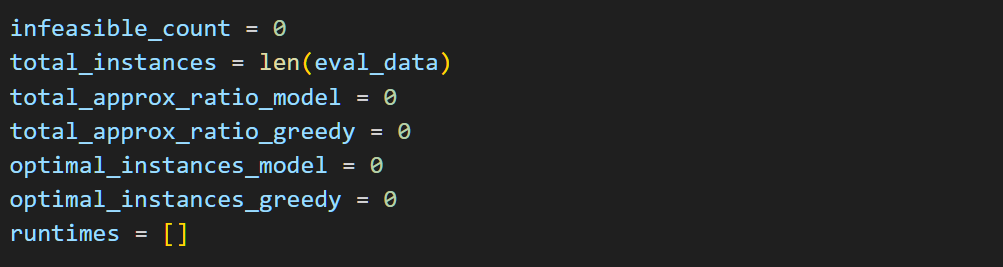 infeasible_count = 0
total_instances = len(eval_data)
total_approx_ratio_model = 0
total_approx_ratio_greedy = 0
optimal_instances_model = 0
optimal_instances_greedy = 0
runtimes = []